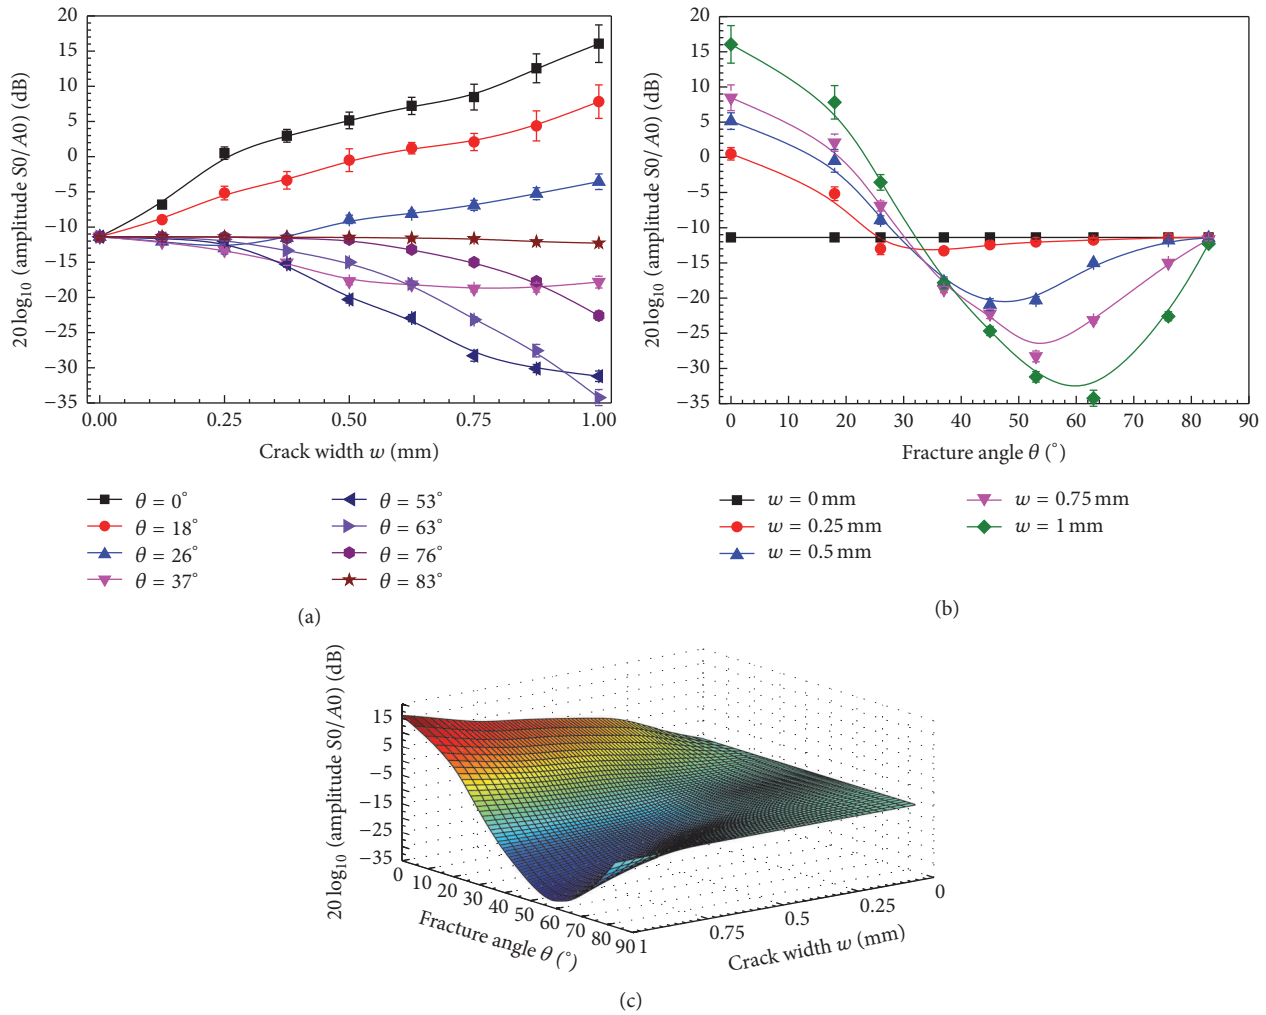 20 log₁₀ (amplitude S0/A0) (dB)
20
15
10
5
0
−5
−10
−15
−20
−25
−30
−35
0.00
0.25
0.50
0.75
1.00
Crack width w (mm)
θ = 0°
θ = 18°
θ = 26°
θ = 37°
θ = 53°
θ = 63°
θ = 76°
θ = 83°
(a)
20 log₁₀ (amplitude S0/A0) (dB)
20
15
10
5
0
−5
−10
−15
−20
−25
−30
−35
0
10
20
30
40
50
60
70
80
90
Fracture angle θ (°)
w = 0 mm
w = 0.25 mm
w = 0.5 mm
w = 0.75 mm
w = 1 mm
(b)
20 log₁₀ (amplitude S0/A0) (dB)
15
5
−5
−15
−25
−35
0
10
20
30
40
50
60
70
80
90
Fracture angle θ (°)
1
0.75
0.5
0.25
0
Crack width w (mm)
(c)